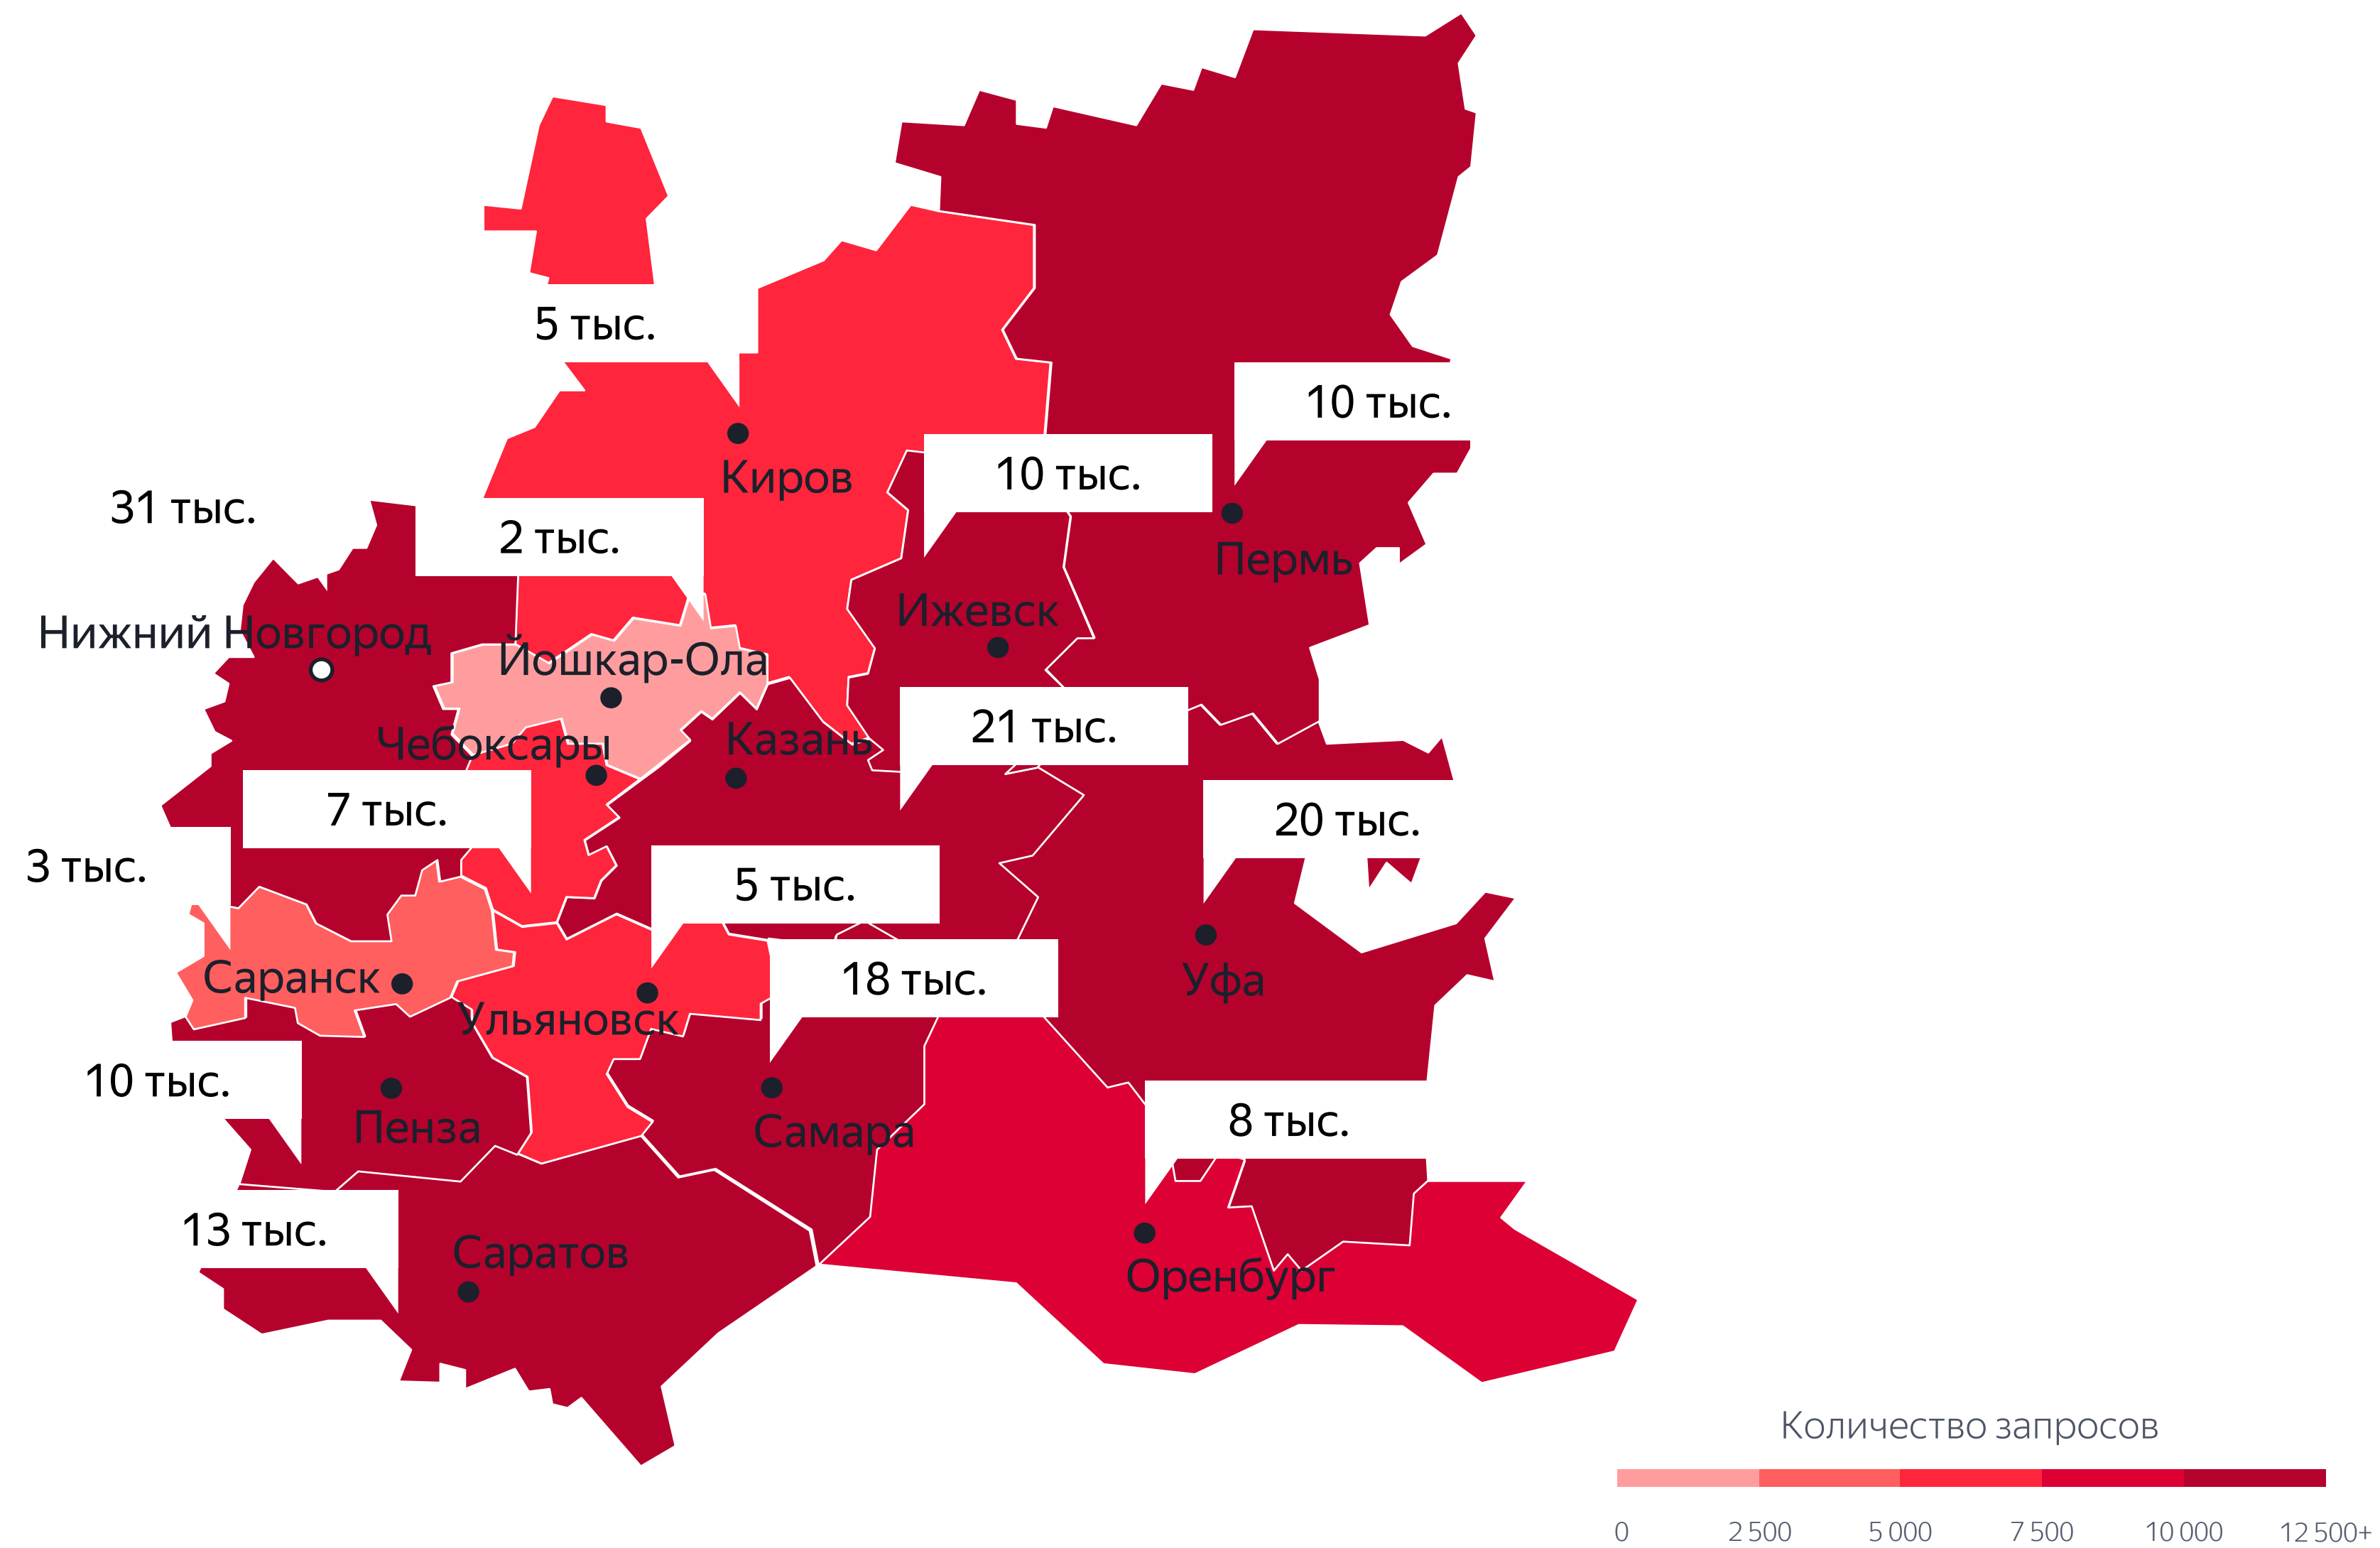 5 тыс.
10 тыс.
Киров
10 тыс.
31 тыс.
2 тыс.
Пермь
Ижевск
Нижний Новгород
Йошкар-Ола
21 тыс.
Чебоксары
Казань
7 тыс.
20 тыс.
3 тыс.
5 тыс.
Саранск
18 тыс.
Уфа
Ульяновск
10 тыс.
Пенза
Самара
8 тыс.
13 тыс.
Саратов
Оренбург
Количество запросов
0 2 500 5 000 7 500 10 000 12 500+